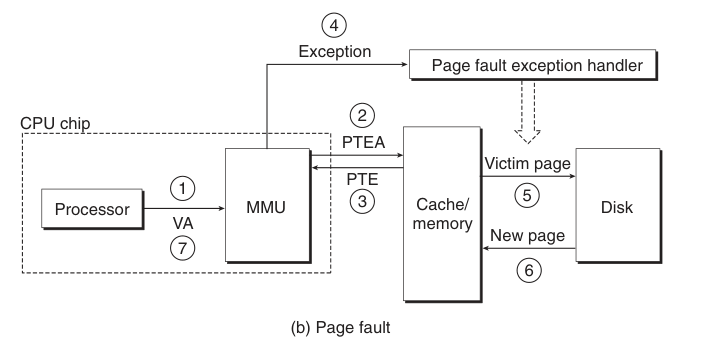 4
Exception
Page fault exception handler
CPU chip
2
PTEA
Processor
1
VA
7
MMU
PTE
3
Cache/
memory
Victim page
5
New page
6
Disk
(b) Page fault